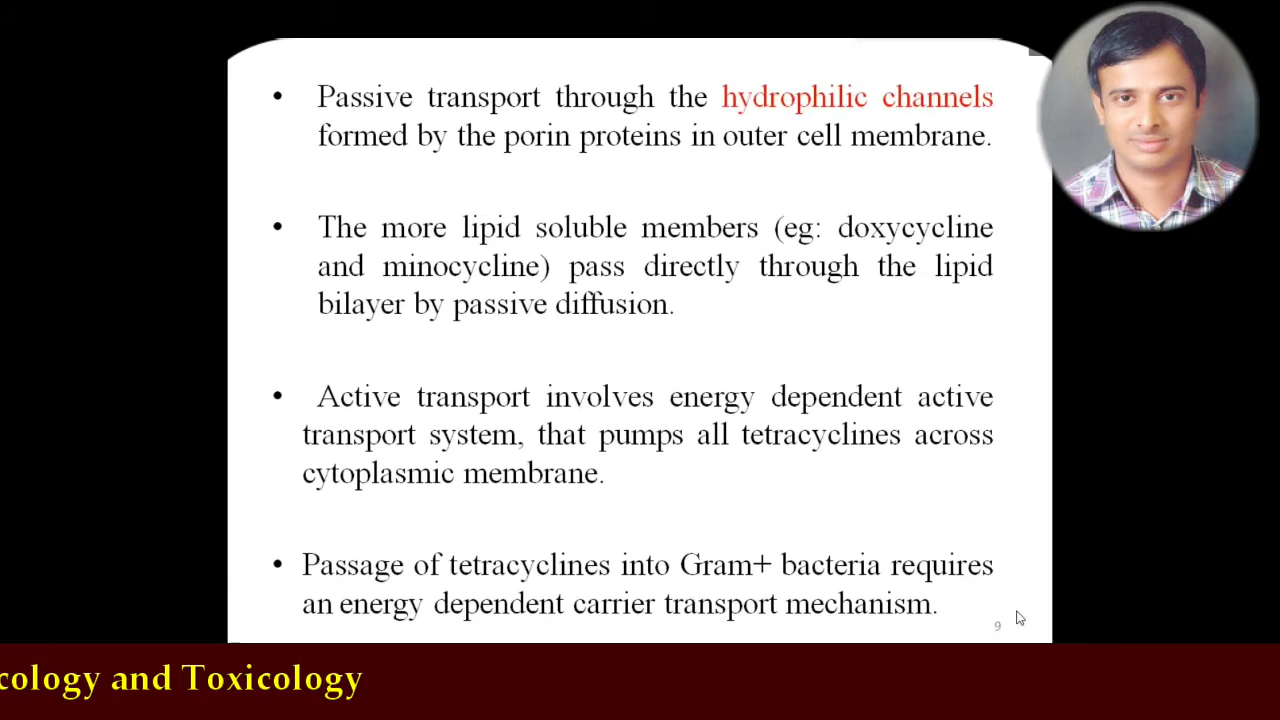 • Passive transport through the hydrophilic channels
formed by the porin proteins in outer cell membrane.
• The more lipid soluble members (eg: doxycycline
and minocycline) pass directly through the lipid
bilayer by passive diffusion.
• Active transport involves energy dependent active
transport system, that pumps all tetracyclines across
cytoplasmic membrane.
• Passage of tetracyclines into Gram+ bacteria requires
an energy dependent carrier transport mechanism.
9
cology and Toxicology